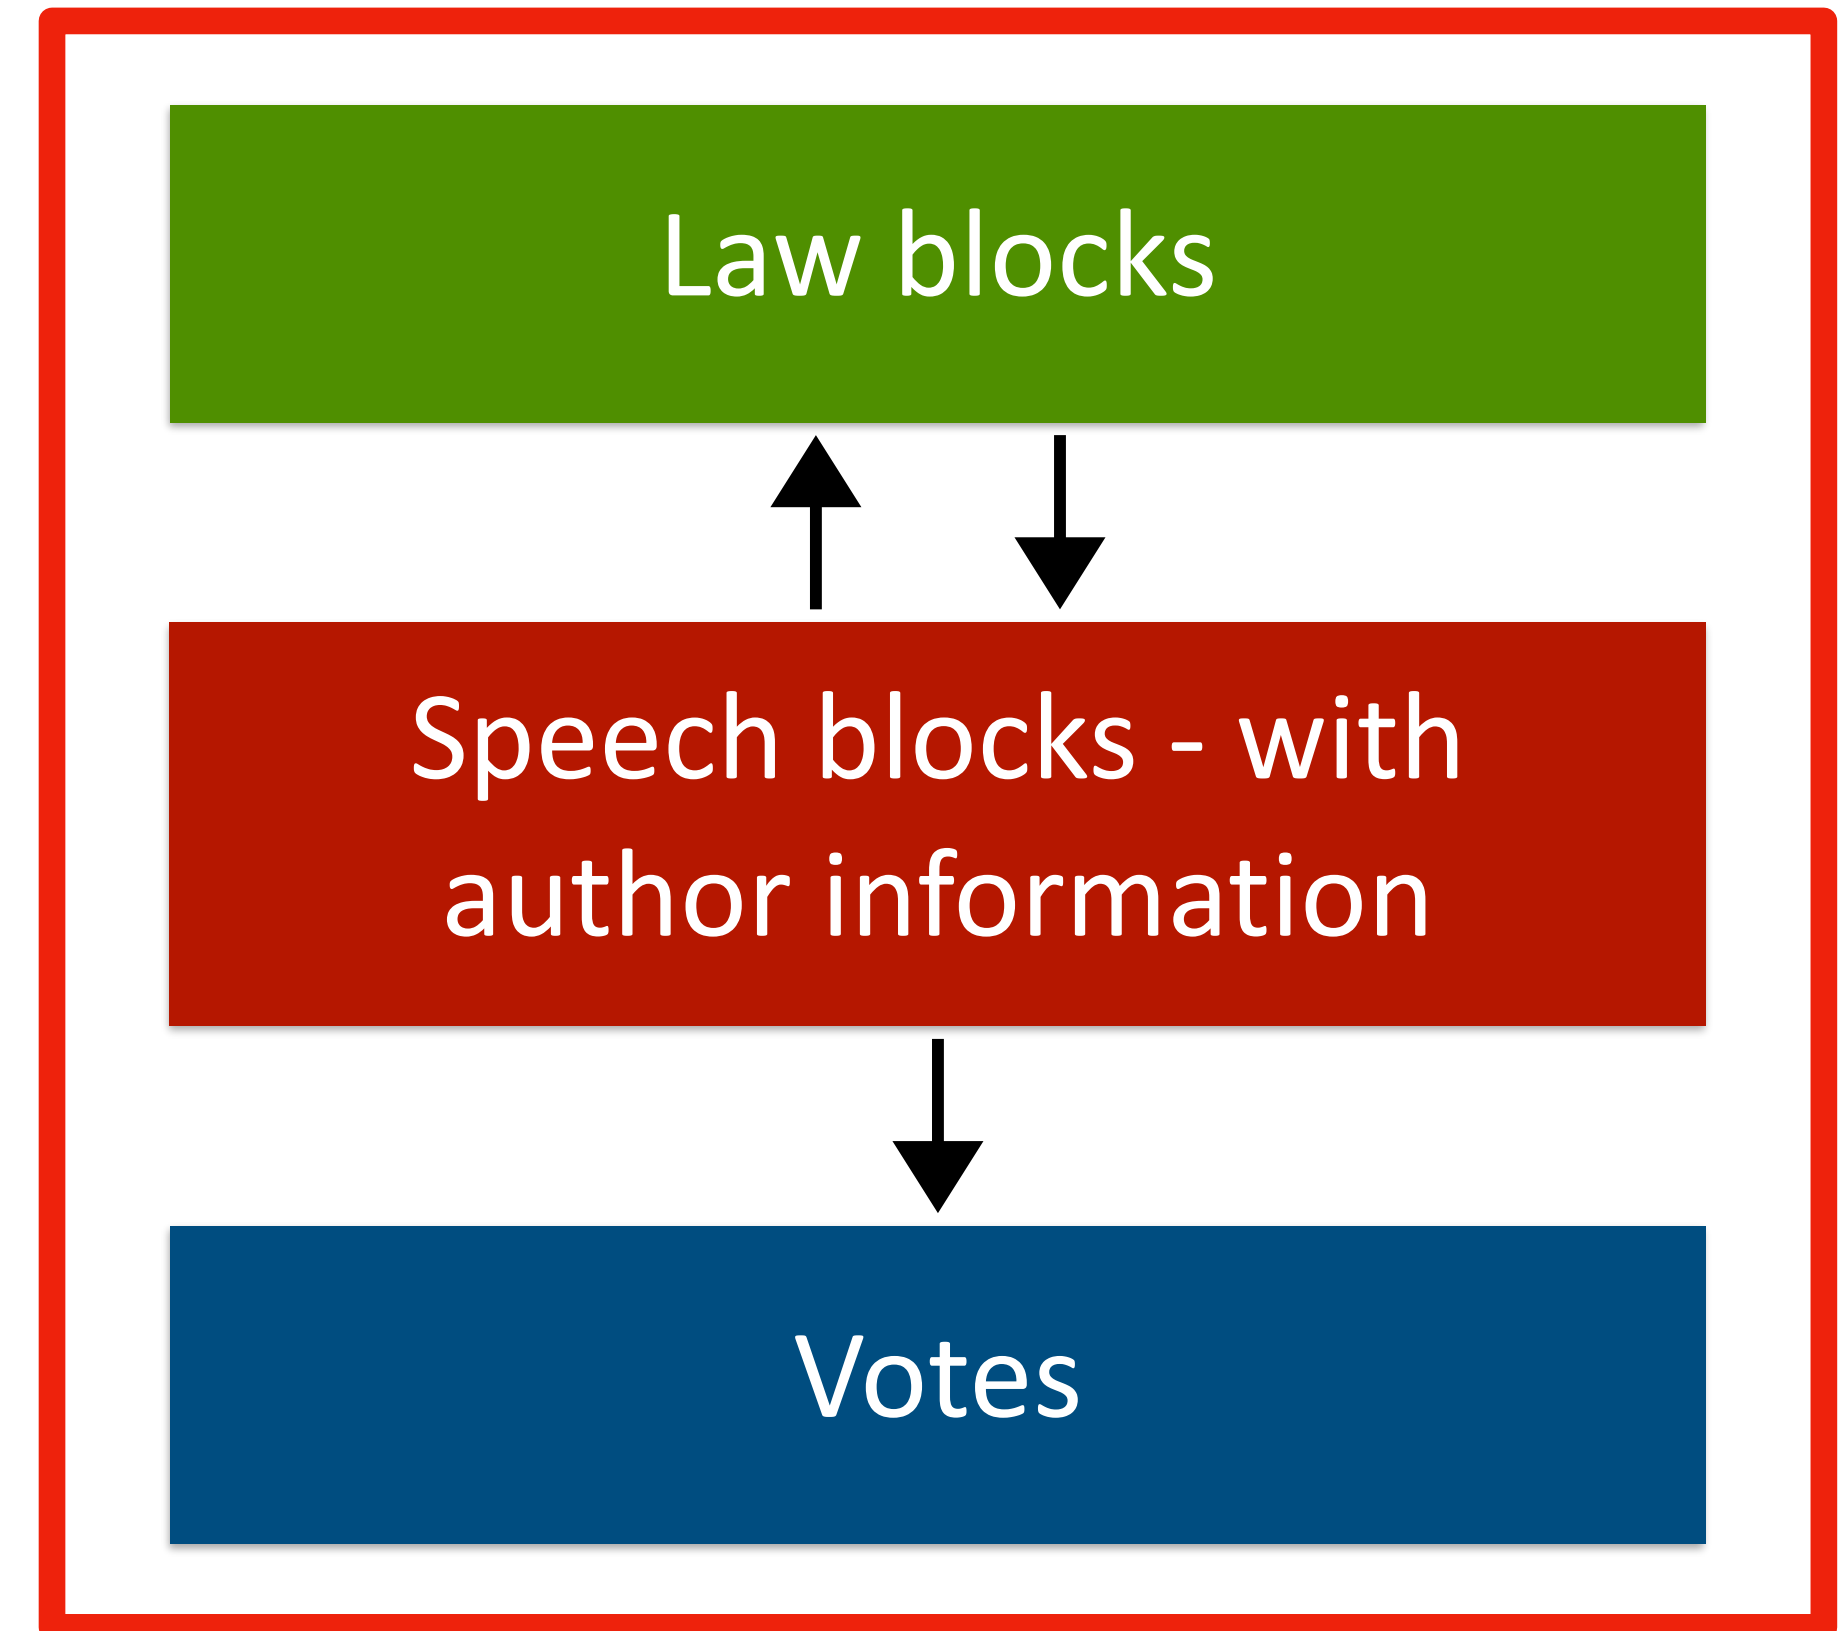 Law blocks
Speech blocks - with
author information
Votes